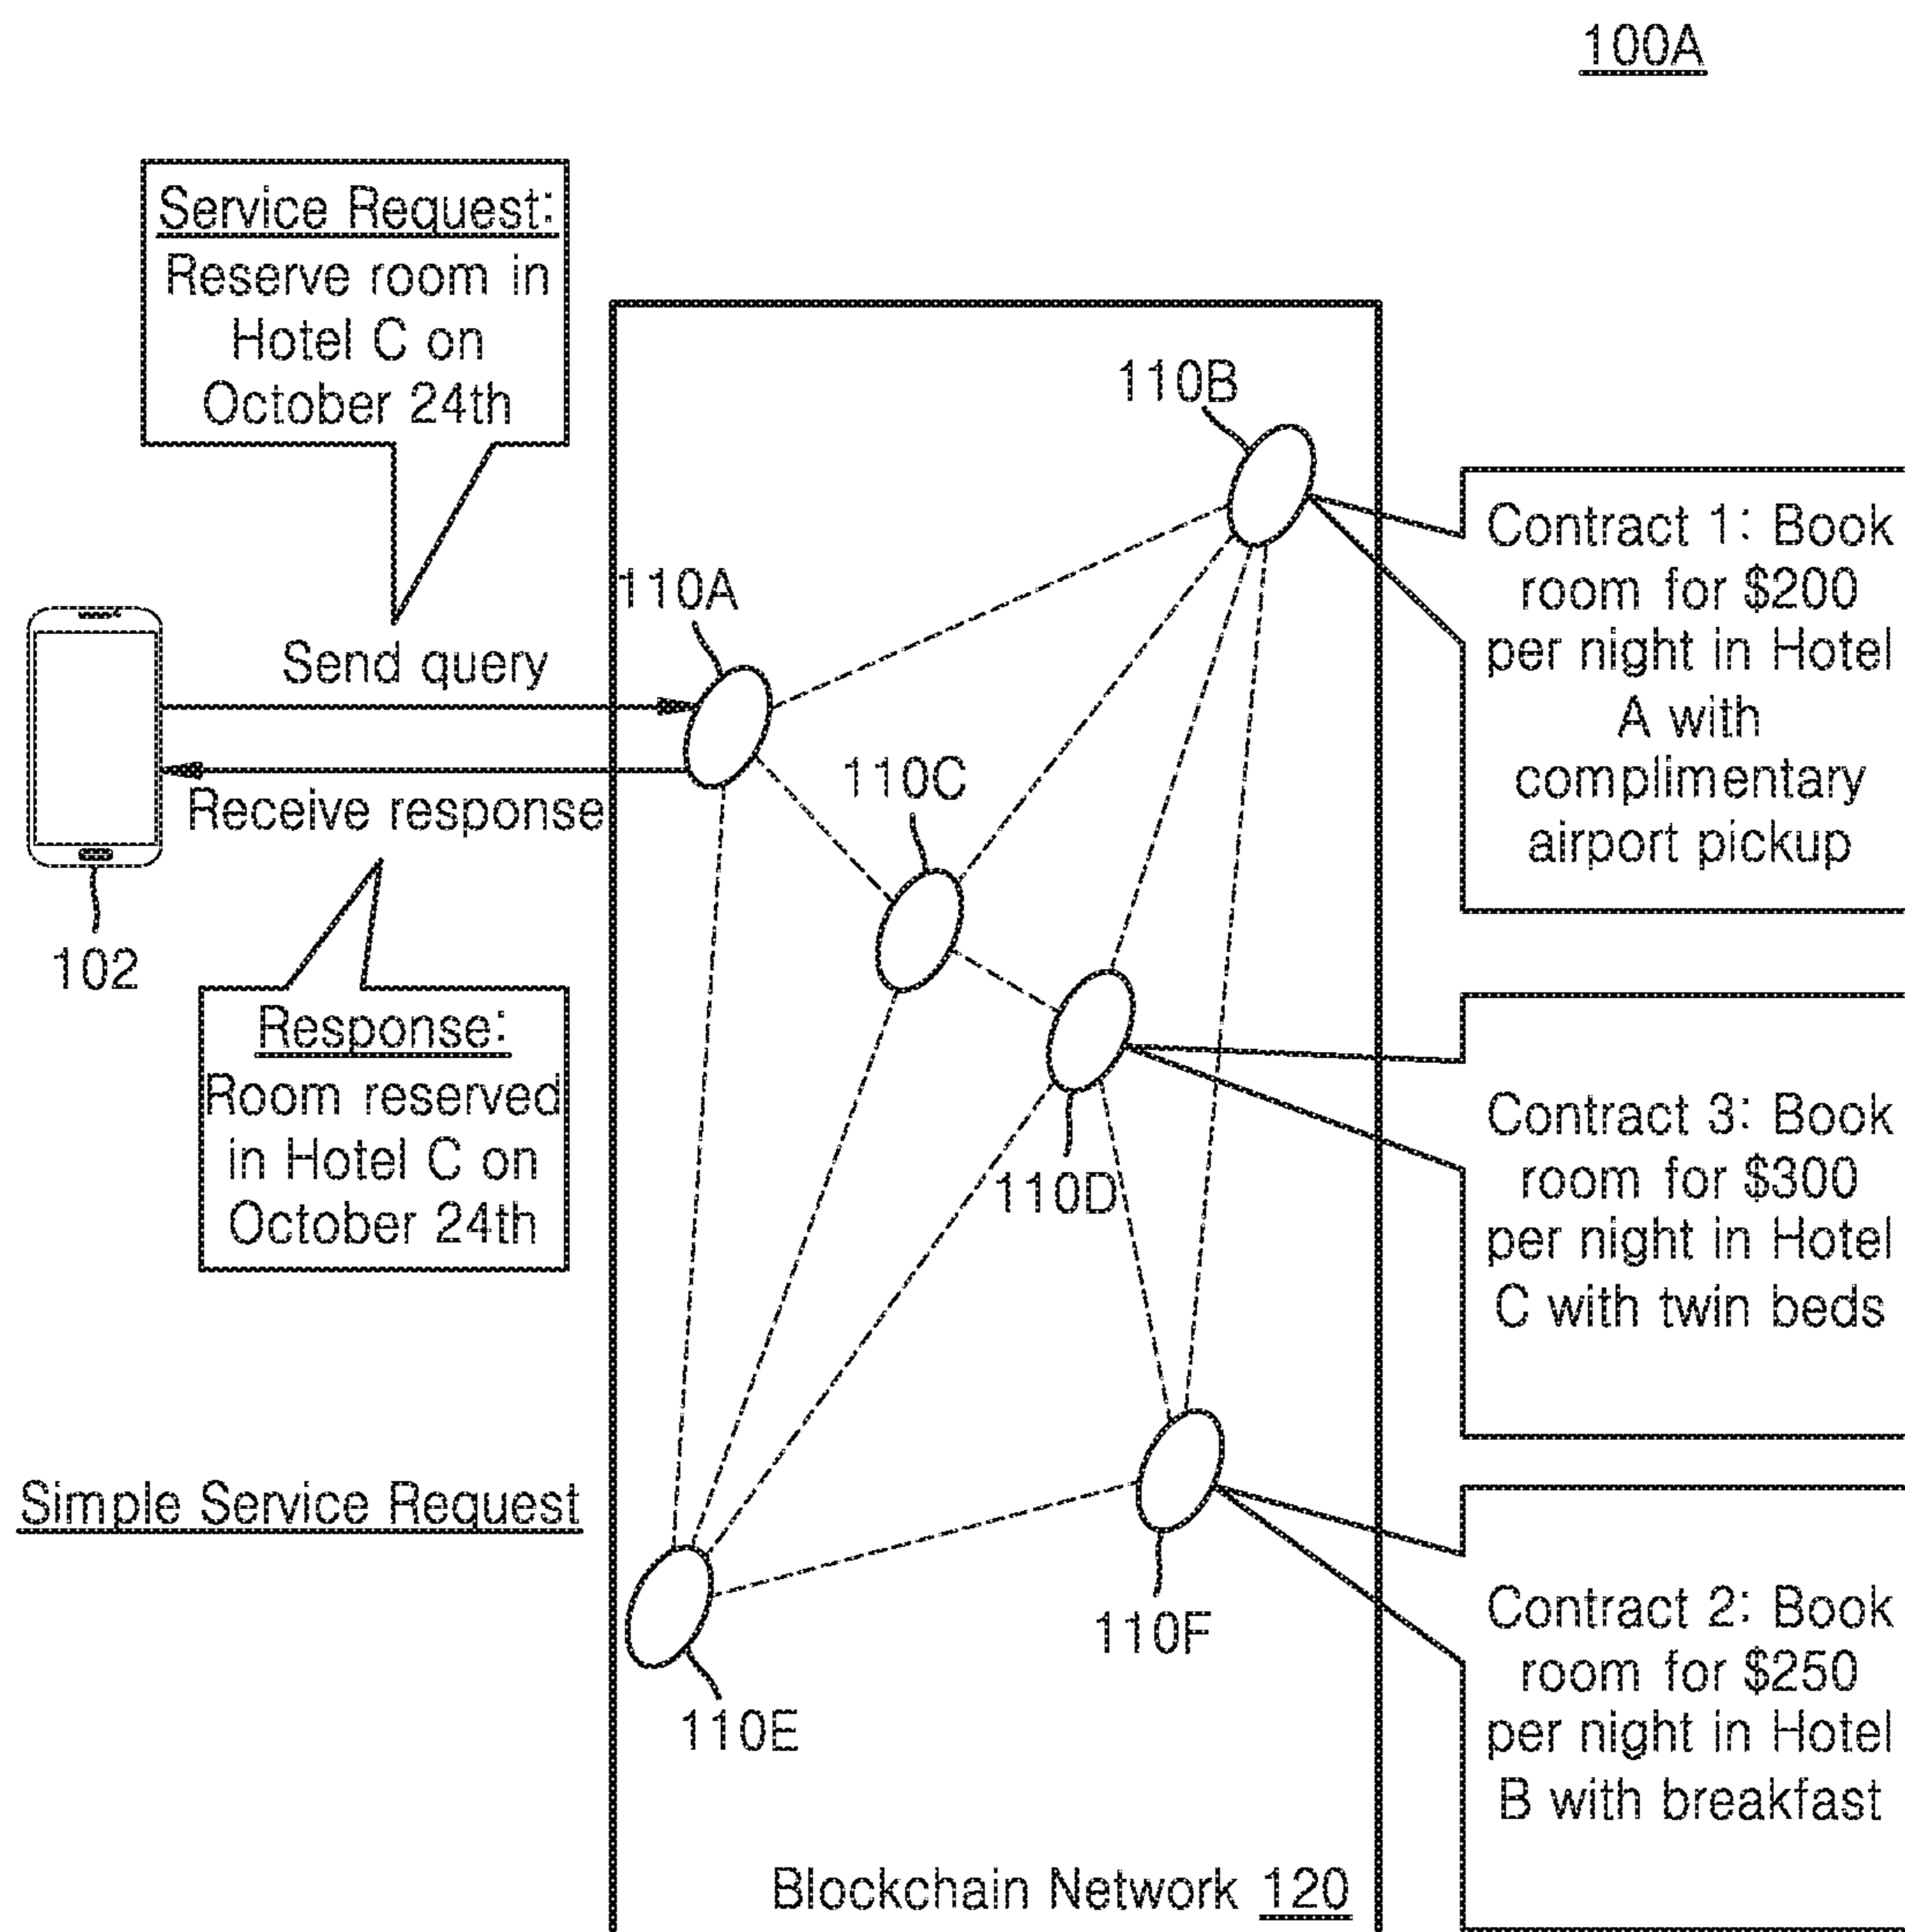 100A
Service Request:
Reserve room in
Hotel C on
October 24th
110B
Contract 1: Book
room for $200
per night in Hotel
A with
complimentary
airport pickup
110A
Send query
110C
Receive response
102
Response:
Room reserved
in Hotel C on
October 24th
110D
Contract 3: Book
room for $300
per night in Hotel
C with twin beds
Simple Service Request
110F
110E
Contract 2: Book
room for $250
per night in Hotel
B with breakfast
Blockchain Network 120